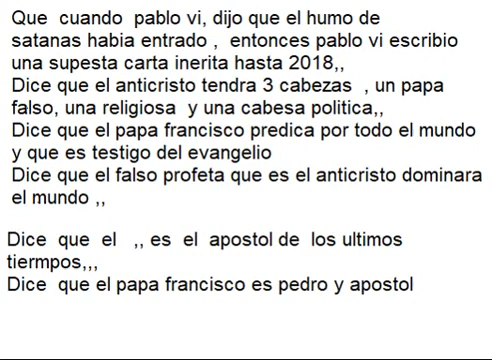 Que cuando pablo vi, dijo que el humo de
satanas habia entrado , entonces pablo vi escribio
una supesta carta inerita hasta 2018,,
Dice que el anticristo tendra 3 cabezas , un papa
falso, una religiosa y una cabesa politica,,
Dice que el papa francisco predica por todo el mundo
y que es testigo del evangelio
Dice que el falso profeta que es el anticristo dominara
el mundo ,,
Dice que el ,, es el apostol de los ultimos
tiermpos,,,
Dice que el papa francisco es pedro y apostol